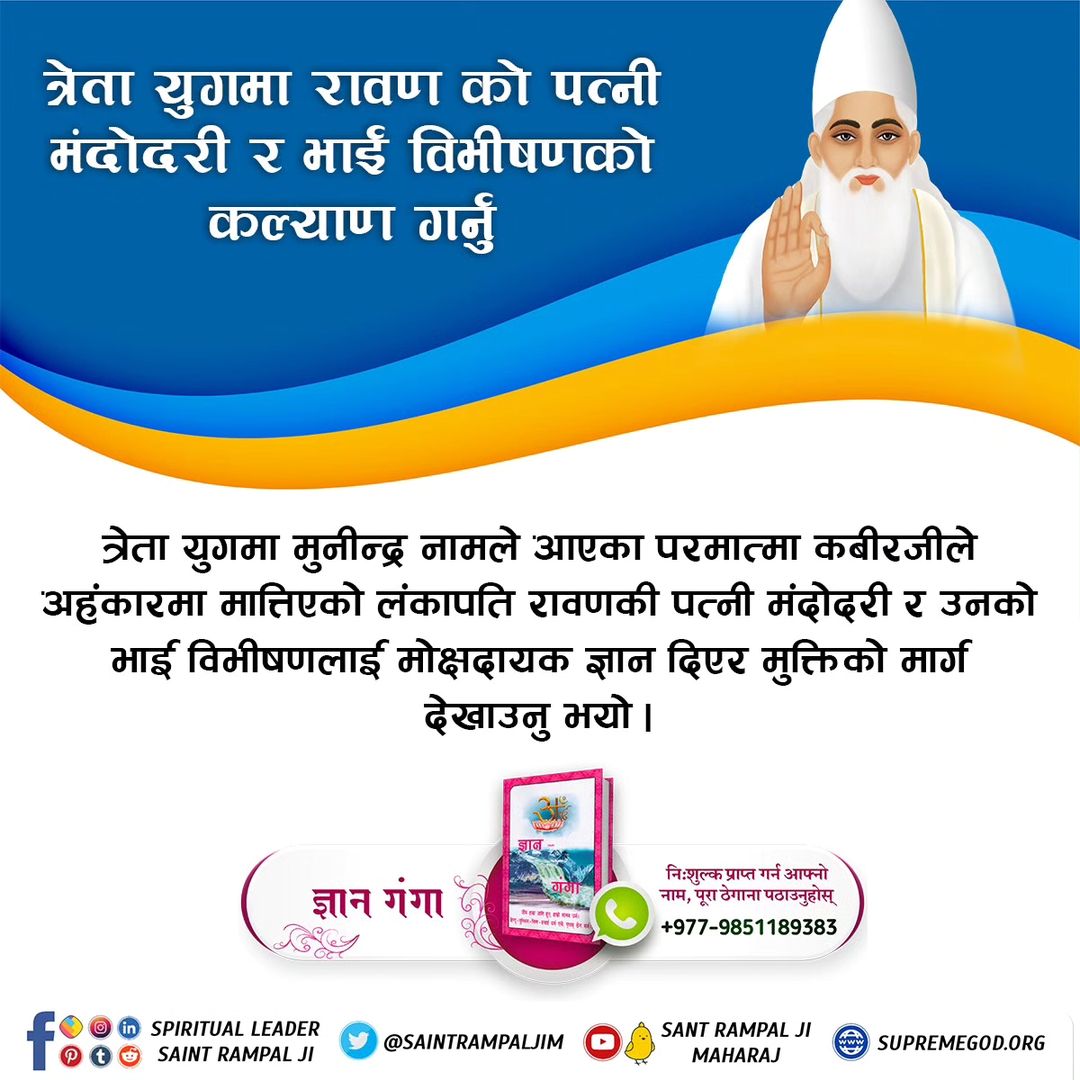 त्रेता युगमा रावण को पत्नी
मंदोदरी र भाई विभीषणको
कल्याण गर्नु
त्रेता युगमा मुनीन्द्र नामले आएका परमात्मा कबीरजीले
अहंकारमा मात्तिएको लंकापति रावणकी पत्नी मंदोदरी र उनको
भाई विभीषणलाई मोक्षदायक ज्ञान दिएर मुक्तिको मार्ग
देखाउनु भयो ।
ज्ञान गंगा
ज्ञान -
गंगा
निःशुल्क प्राप्त गर्न आफ्नो
नाम, पूरा ठेगाना पठाउनुहोस्
+977-9851189383
SPIRITUAL LEADER
SAINT RAMPAL JI
@SAINTRAMPALJIM
SANT RAMPAL JI
MAHARAJ
SUPREMEGOD.ORG